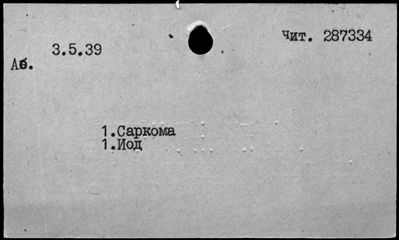 3.5.39
Чит. 287334
Аб.
1.Саркома
1.Иод